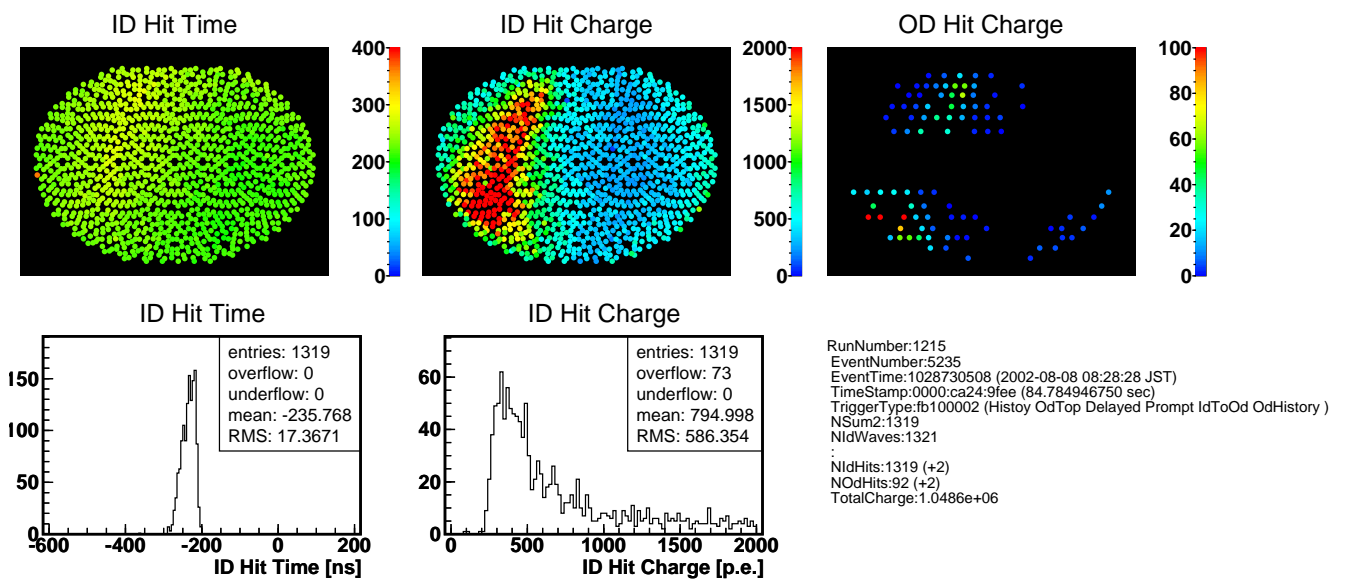 ID Hit Time
ID Hit Charge
OD Hit Charge
400
300
200
100
0
2000
1500
1000
500
0
100
80
60
40
20
0
ID Hit Time
entries: 1319
overflow: 0
underflow: 0
mean: -235.768
RMS: 17.3671
150
100
50
0
-600 -400 -200 0 200
ID Hit Time [ns]
ID Hit Charge
entries: 1319
overflow: 73
underflow: 0
mean: 794.998
RMS: 586.354
60
40
20
0
0 500 1000 1500 2000
ID Hit Charge [p.e.]
RunNumber:1215
EventNumber:5235
EventTime:1028730508 (2002-08-08 08:28:28 JST)
TimeStamp:0000:ca24:9fee (84.784946750 sec)
TriggerType:fb100002 (Histoy OdTop Delayed Prompt IdToOd OdHistory )
NSum2:1319
NIdWaves:1321
:
NIdHits:1319 (+2)
NOdHits:92 (+2)
TotalCharge:1.0486e+06